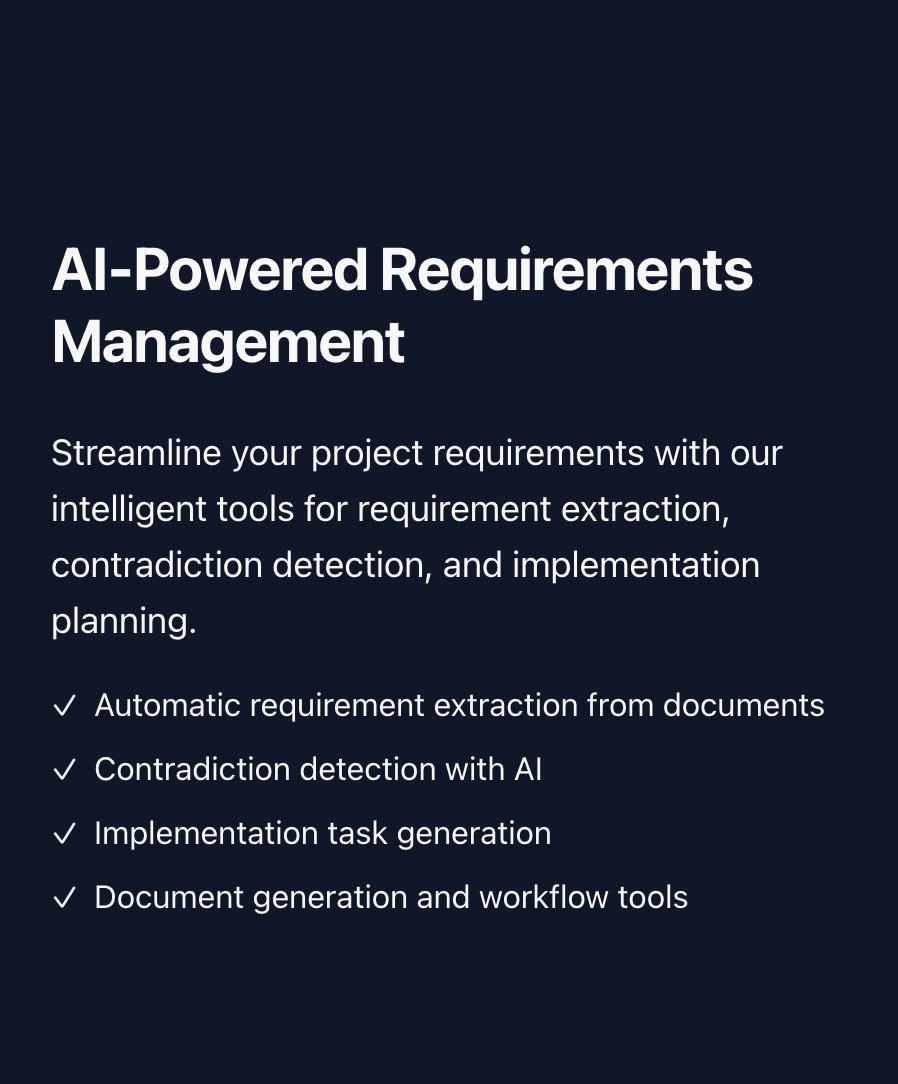 AI-Powered Requirements
Management
Streamline your project requirements with our
intelligent tools for requirement extraction,
contradiction detection, and implementation
planning.
✓ Automatic requirement extraction from documents
✓ Contradiction detection with AI
✓ Implementation task generation
✓ Document generation and workflow tools